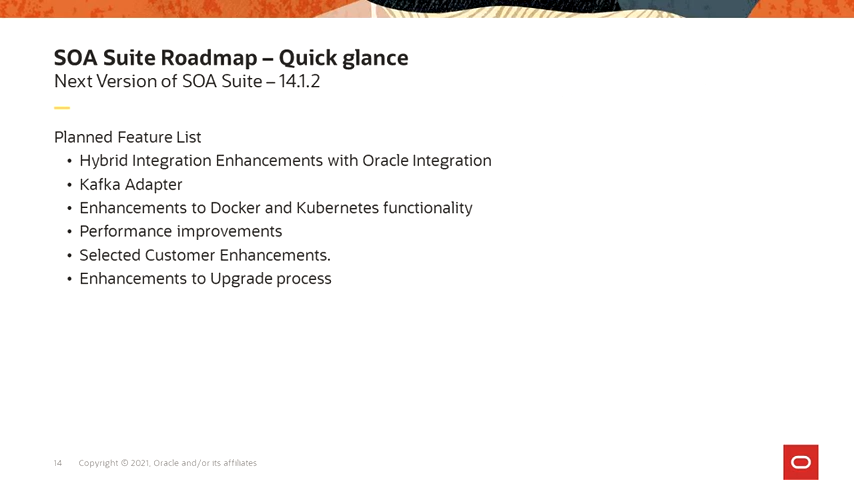 SOA Suite Roadmap – Quick glance
Next Version of SOA Suite – 14.1.2
Planned Feature List
• Hybrid Integration Enhancements with Oracle Integration
• Kafka Adapter
• Enhancements to Docker and Kubernetes functionality
• Performance improvements
• Selected Customer Enhancements.
• Enhancements to Upgrade process
14 Copyright © 2021, Oracle and/or its affiliates